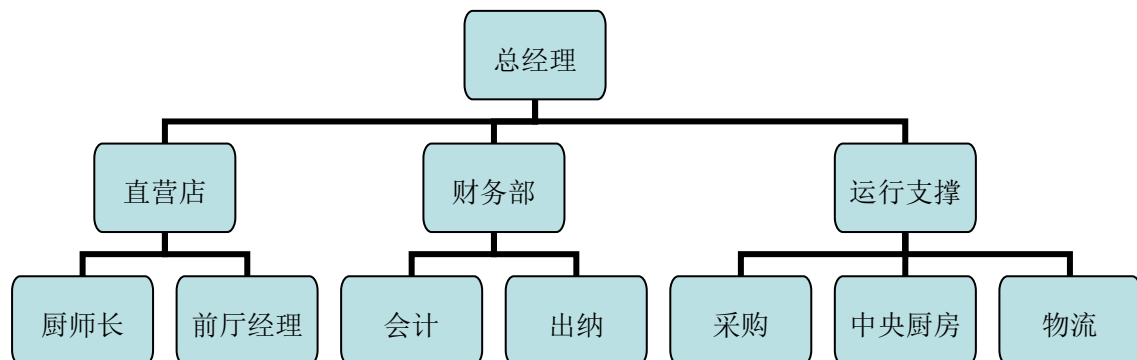 总经理
直营店
财务部
运行支撑
厨师长
前厅经理
会计
出纳
采购
中央厨房
物流